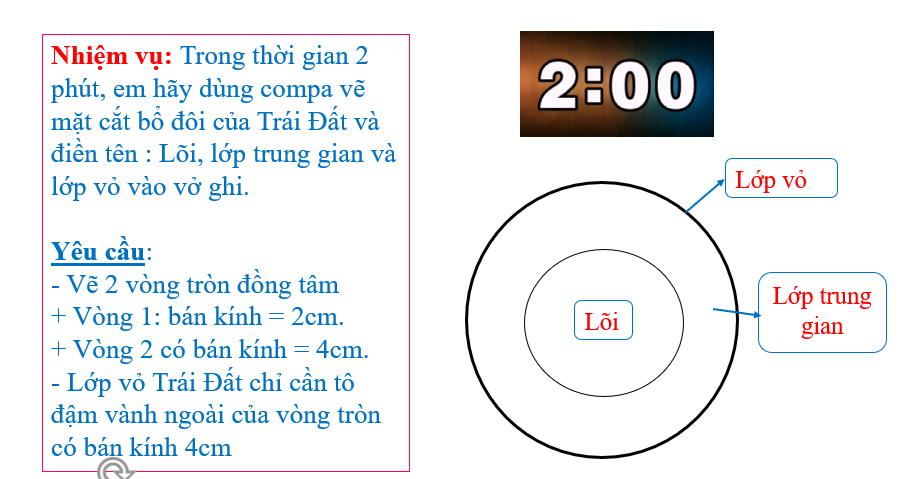 Nhiệm vụ: Trong thời gian 2
phút, em hãy dùng compa vẽ
mặt cắt bổ đôi của Trái Đất và
điền tên : Lõi, lớp trung gian và
lớp vỏ vào vở ghi.
Yêu cầu:
- Vẽ 2 vòng tròn đồng tâm
+ Vòng 1: bán kính = 2cm.
+ Vòng 2 có bán kính = 4cm.
- Lớp vỏ Trái Đất chỉ cần tô
đậm vành ngoài của vòng tròn
có bán kính 4cm
2:00
Lớp vỏ
Lớp trung
gian
Lõi